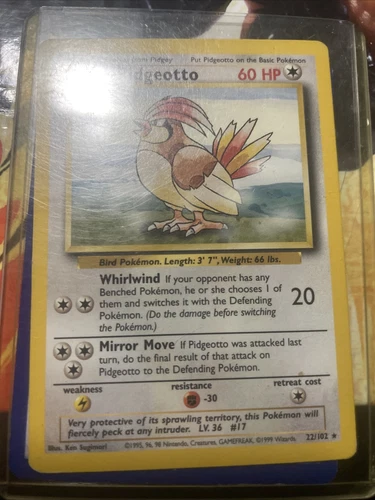 from Pidgey Put Pidgeotto on the Basic Pokémon
dgeotto 60 HP
Bird Pokémon. Length: 3' 7", Weight: 66 lbs.
Whirlwind If your opponent has any
Benched Pokémon, he or she chooses 1 of
them and switches it with the Defending
Pokémon. (Do the damage before switching
the Pokémon.)
20
Mirror Move If Pidgeotto was attacked last
turn, do the final result of that attack on
Pidgeotto to the Defending Pokémon.
weakness resistance retreat cost
-30
Very protective of its sprawling territory, this Pokémon will
fiercely peck at any intruder. LV. 36 #17
Illus. Ken Sugimori ©1995, 96, 98 Nintendo, Creatures, GAMEFREAK. ©1999 Wizards. 22/102 ★